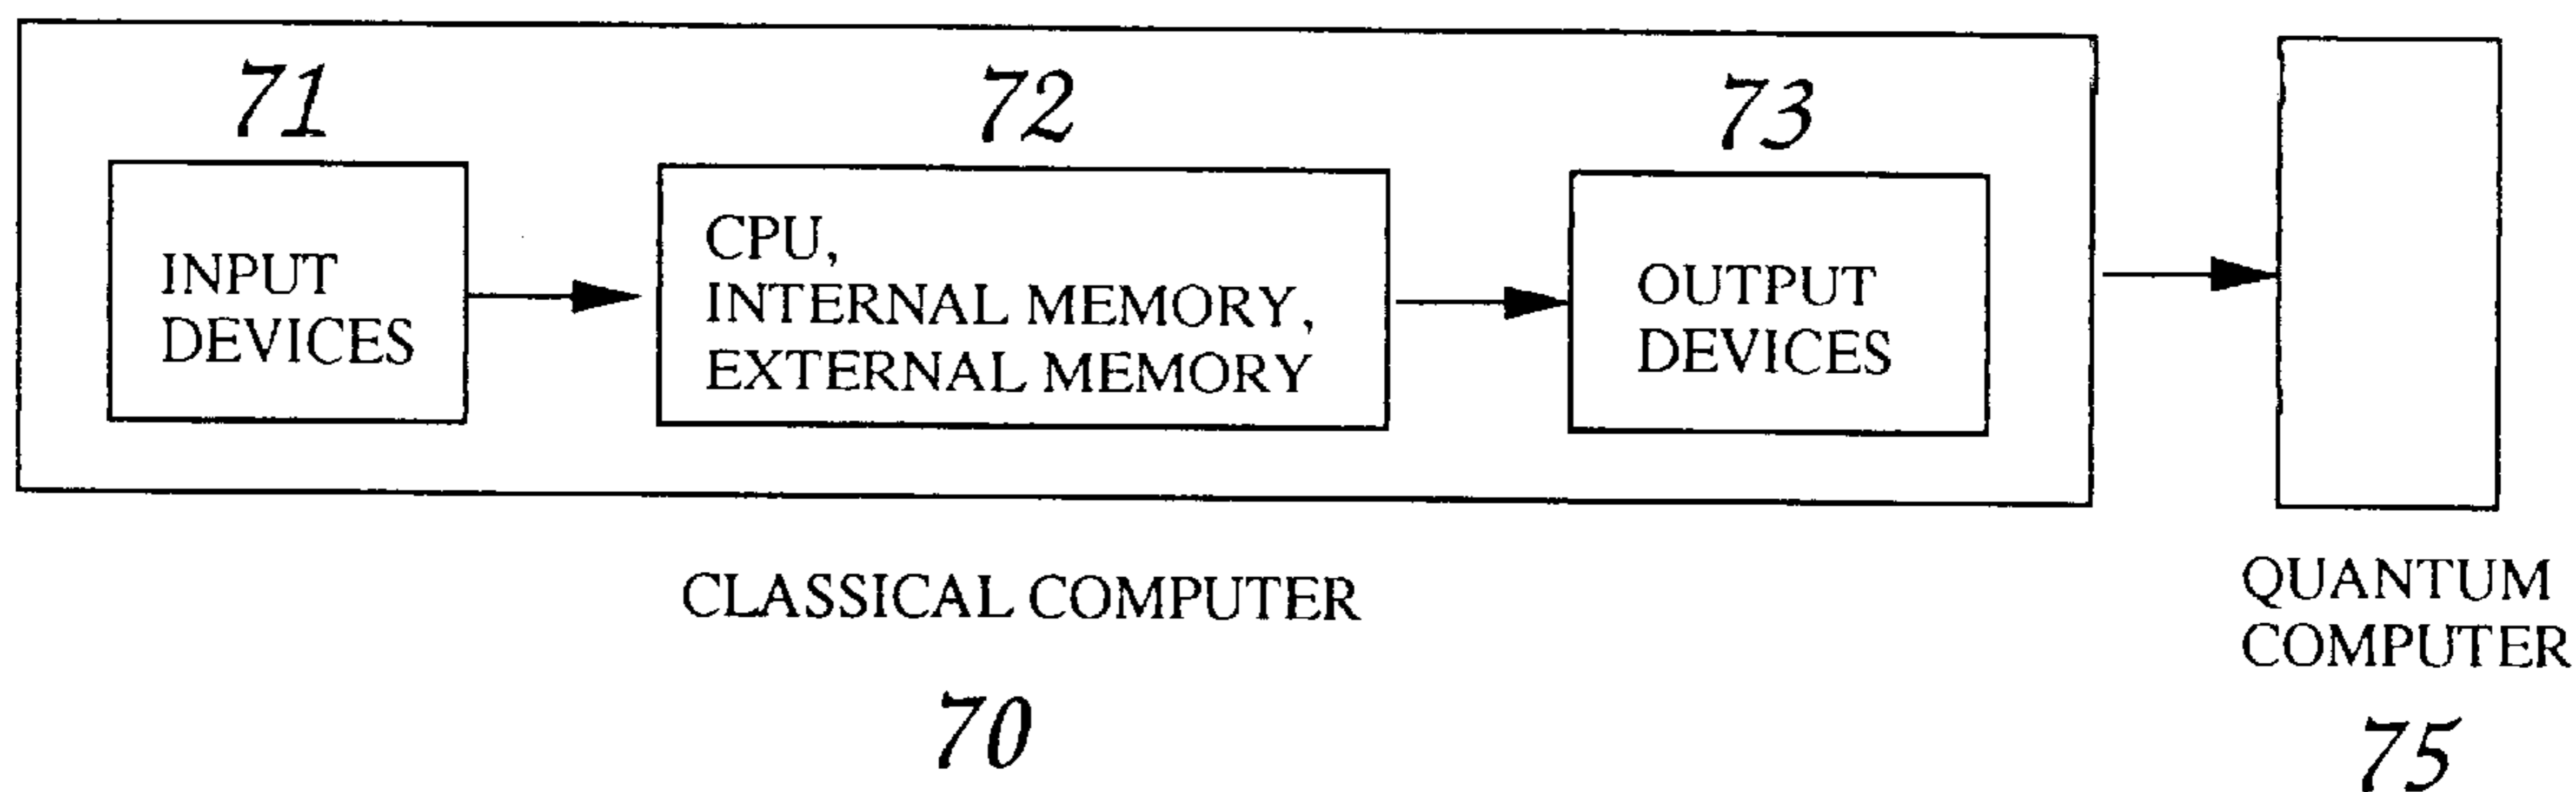 71
72
73
INPUT
DEVICES
CPU,
INTERNAL MEMORY,
EXTERNAL MEMORY
OUTPUT
DEVICES
CLASSICAL COMPUTER
70
QUANTUM
COMPUTER
75